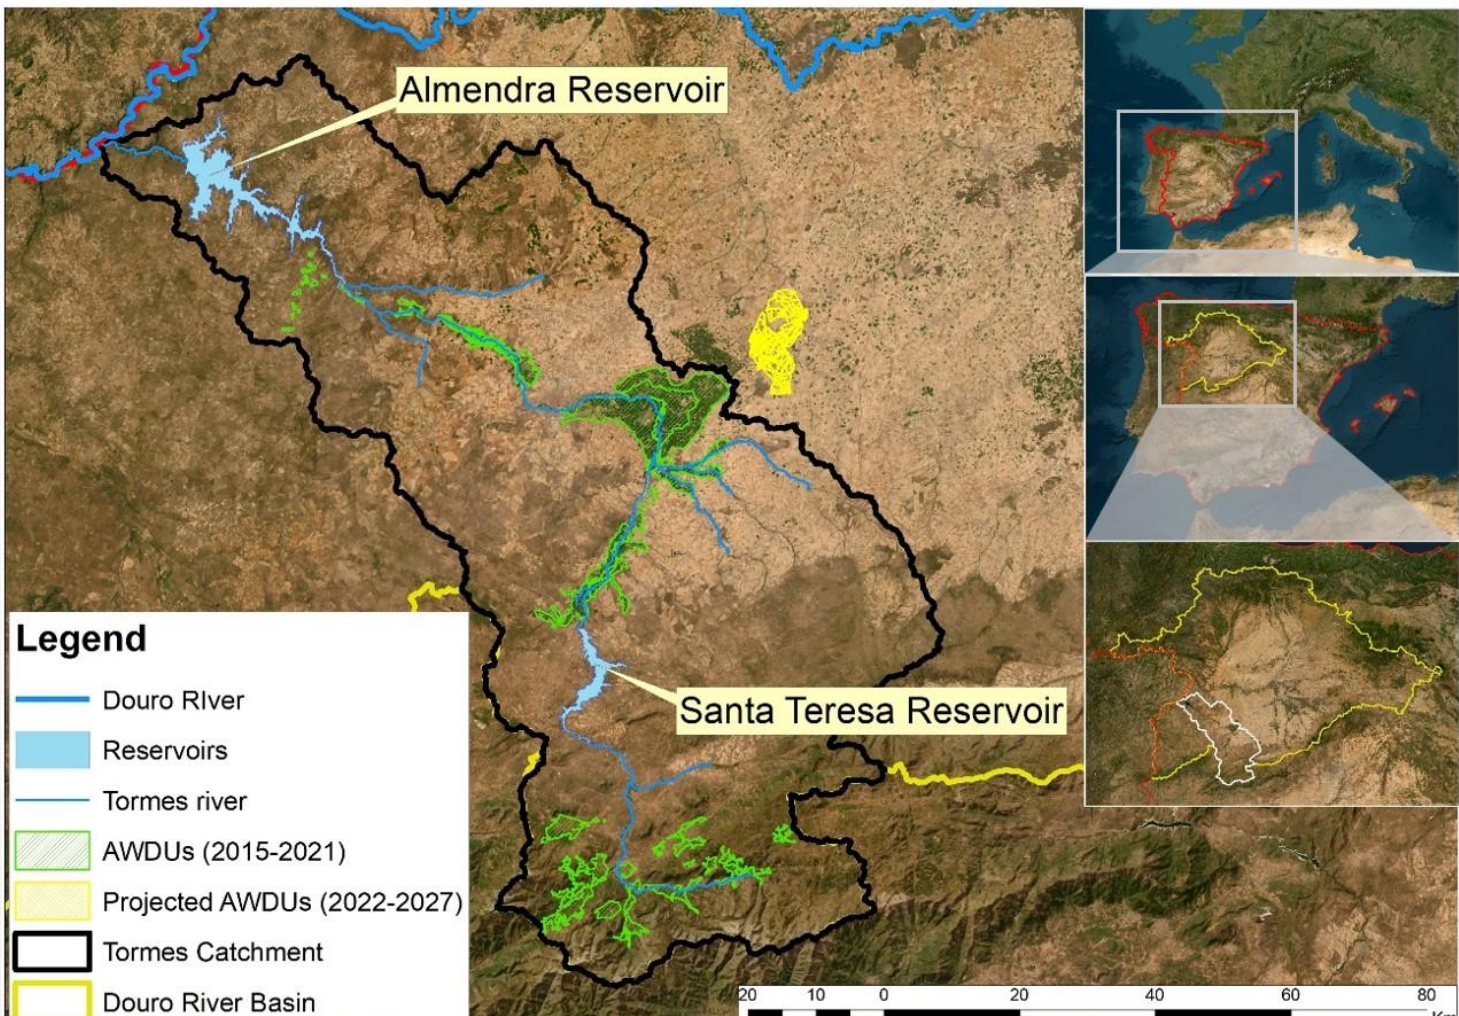 Almendra Reservoir
Santa Teresa Reservoir
Legend
Douro RIver
Reservoirs
Tormes river
AWDUs (2015-2021)
Projected AWDUs (2022-2027)
Tormes Catchment
Douro River Basin
20 10 0 20 40 60 80
Km